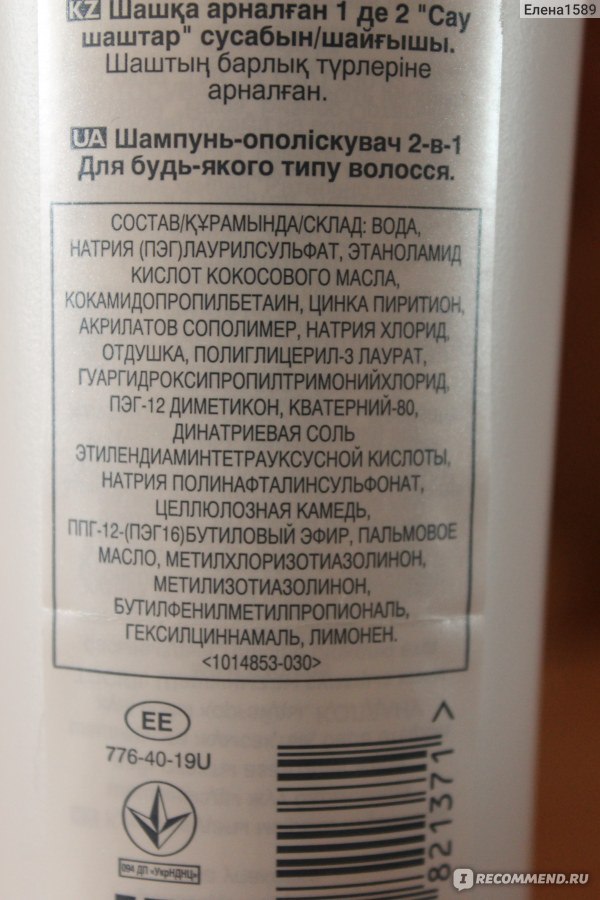 Елена1589
KZ Шашқа арналған 1 де 2 "Сау
шаштар" сусабын/шайғышы.
Шаштың барлық түрлеріне
арналған.
UA Шампунь-ополіскувач 2-в-1
Для будь-якого типу волосся.
СОСТАВ/ҚҰРАМЫНДА/СКЛАД: ВОДА,
НАТРИЯ (ПЭГ)ЛАУРИЛСУЛЬФАТ, ЭТАНОЛАМИД
КИСЛОТ КОКОСОВОГО МАСЛА,
КОКАМИДОПРОПИЛБЕТАИН, ЦИНКА ПИРИТИОН,
АКРИЛАТОВ СОПОЛИМЕР, НАТРИЯ ХЛОРИД,
ОТДУШКА, ПОЛИГЛИЦЕРИЛ-3 ЛАУРАТ,
ГУАРГИДРОКСИПРОПИЛТРИМОНИЙХЛОРИД,
ПЭГ-12 ДИМЕТИКОН, КВАТЕРНИЙ-80,
ДИНАТРИЕВАЯ СОЛЬ
ЭТИЛЕНДИАМИНТЕТРАУКСУСНОЙ КИСЛОТЫ,
НАТРИЯ ПОЛИНАФТАЛИНСУЛЬФОНАТ,
ЦЕЛЛЮЛОЗНАЯ КАМЕДЬ,
ППГ-12-(ПЭГ16)БУТИЛОВЫЙ ЭФИР, ПАЛЬМОВОЕ
МАСЛО, МЕТИЛХЛОРИЗОТИАЗОЛИНОН,
МЕТИЛИЗОТИАЗОЛИНОН,
БУТИЛФЕНИЛМЕТИЛПРОПИОНАЛЬ,
ГЕКСИЛЦИННАМАЛЬ, ЛИМОНЕН.
<1014853-030>
EE
776-40-19U
094 ДП «УкрНДНЦ»
821371 >
I RECOMMEND.RU